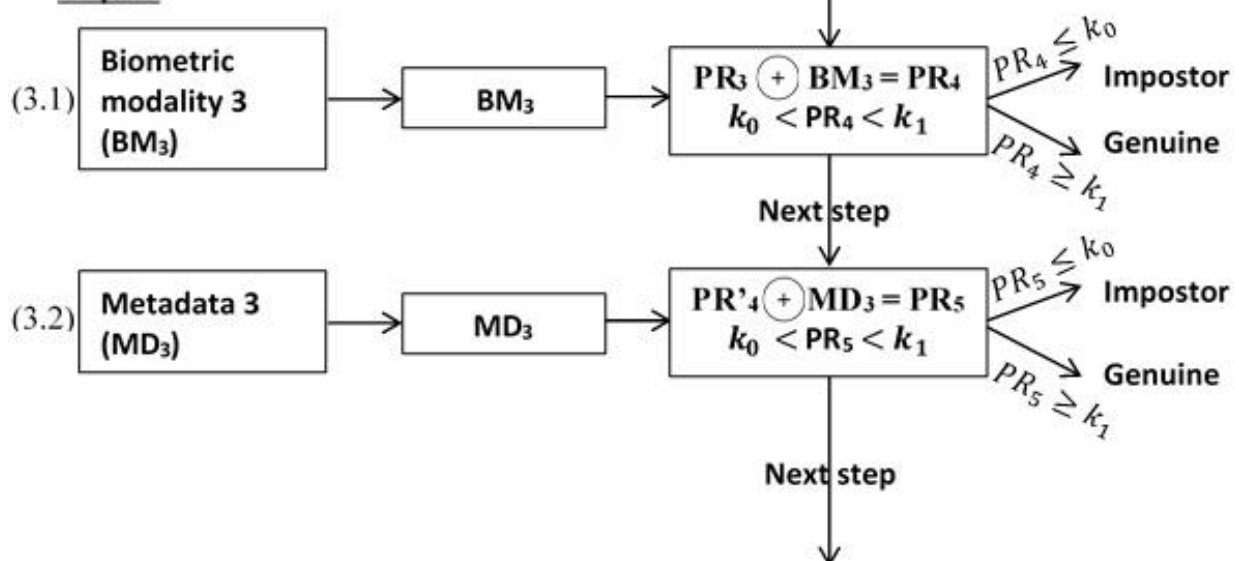 (3.1)
Biometric
modality 3
(BM₃)
BM₃
PR₃ + BM₃ = PR₄
k₀ < PR₄ < k₁
PR₄ ≤ k₀
Impostor
Genuine
PR₄ ≥ k₁
Next step
(3.2)
Metadata 3
(MD₃)
MD₃
PR'₄ + MD₃ = PR₅
k₀ < PR₅ < k₁
PR₅ ≤ k₀
Impostor
Genuine
PR₅ ≥ k₁
Next step